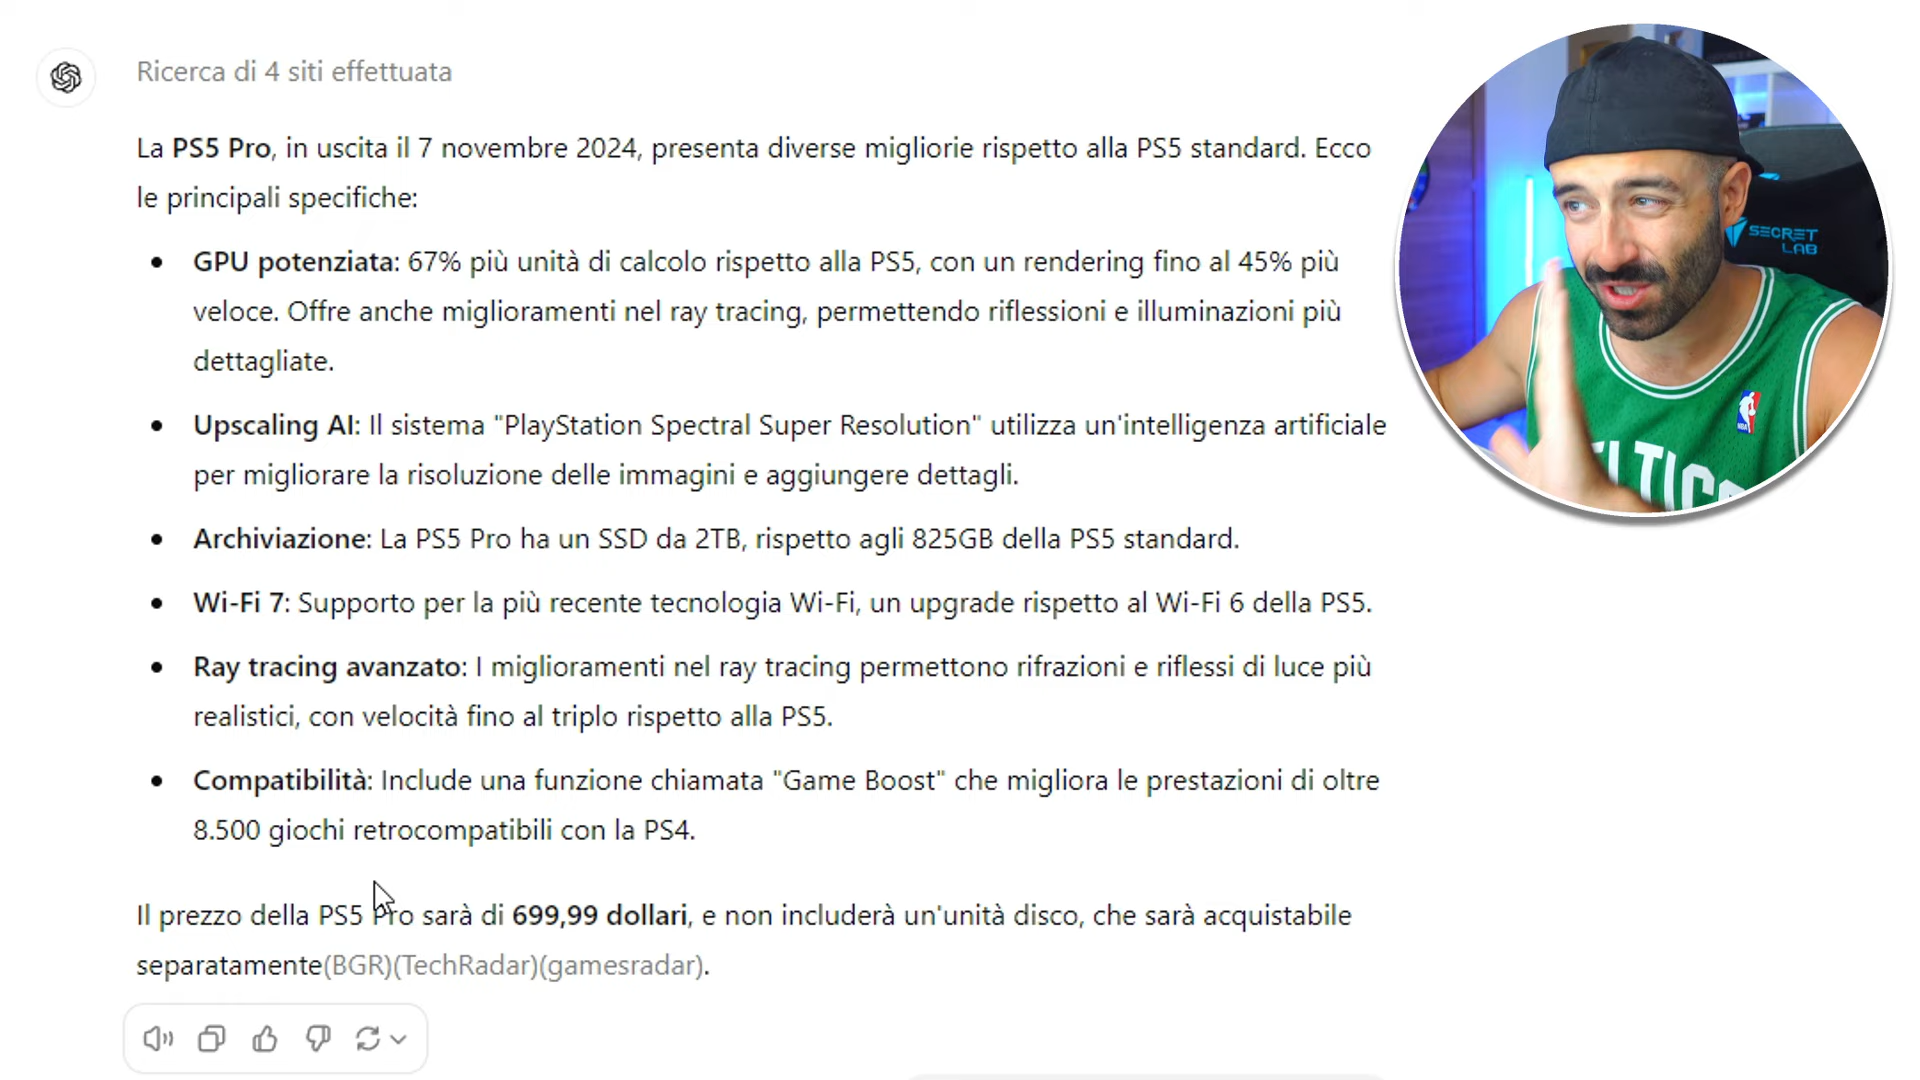 Ricerca di 4 siti effettuata
La PS5 Pro, in uscita il 7 novembre 2024, presenta diverse migliorie rispetto alla PS5 standard. Ecco
le principali specifiche:
GPU potenziata: 67% più unità di calcolo rispetto alla PS5, con un rendering fino al 45% più
veloce. Offre anche miglioramenti nel ray tracing, permettendo riflessioni e illuminazioni più
dettagliate.
Upscaling AI: Il sistema "PlayStation Spectral Super Resolution" utilizza un'intelligenza artificiale
per migliorare la risoluzione delle immagini e aggiungere dettagli.
Archiviazione: La PS5 Pro ha un SSD da 2TB, rispetto agli 825GB della PS5 standard.
Wi-Fi 7: Supporto per la più recente tecnologia Wi-Fi, un upgrade rispetto al Wi-Fi 6 della PS5.
Ray tracing avanzato: I miglioramenti nel ray tracing permettono rifrazioni e riflessi di luce più
realistici, con velocità fino al triplo rispetto alla PS5.
Compatibilità: Include una funzione chiamata "Game Boost" che migliora le prestazioni di oltre
8.500 giochi retrocompatibili con la PS4.
Il prezzo della PS5 Pro sarà di 699,99 dollari, e non includerà un'unità disco, che sarà acquistabile
separatamente(BGR)(TechRadar)(gamesradar).
SECRET
LAB
LTIC
NBA